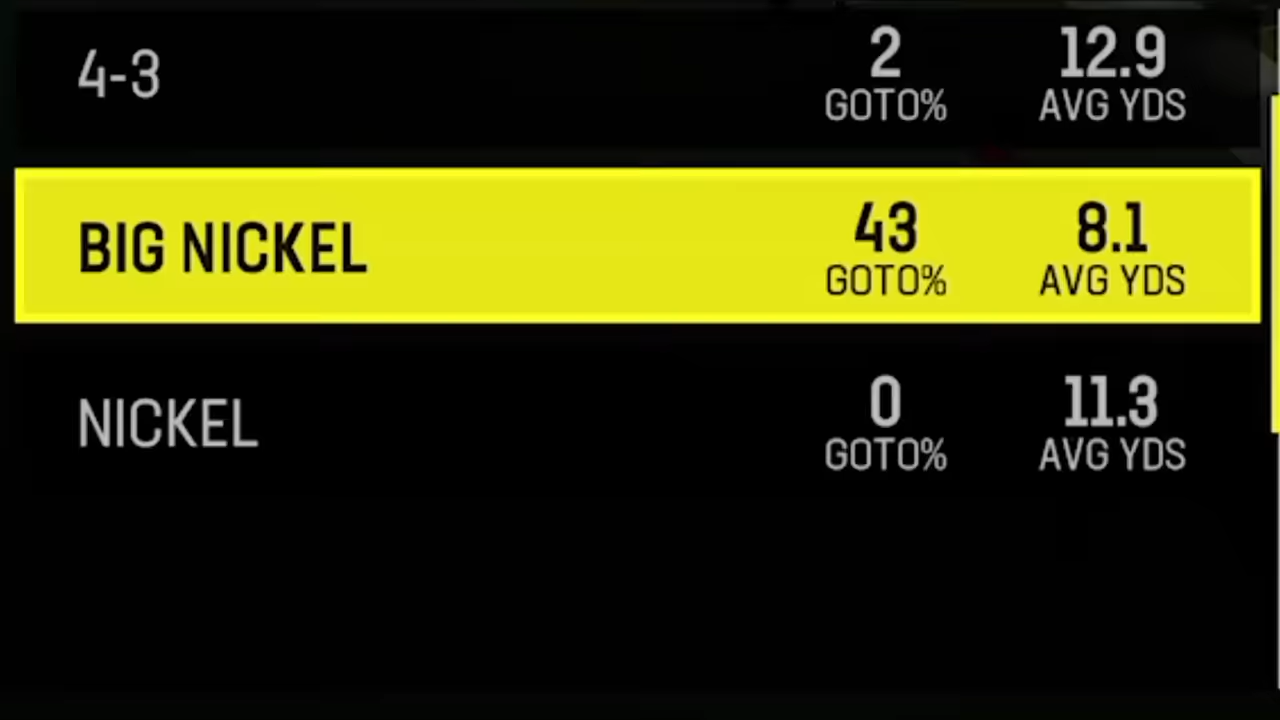 4-3
2
12.9
GOTO%
AVG YDS
BIG NICKEL
43
8.1
GOTO%
AVG YDS
NICKEL
0
11.3
GOTO%
AVG YDS